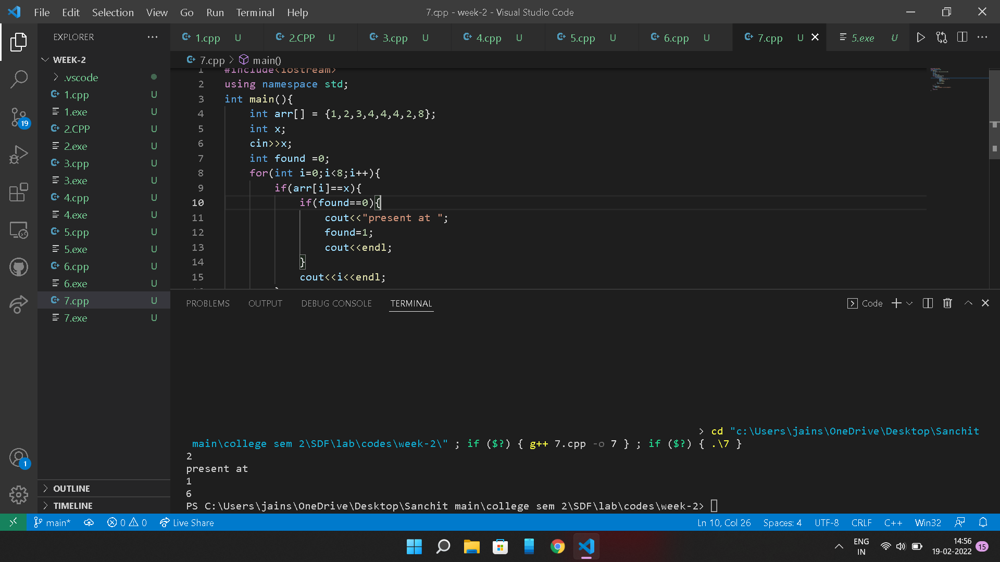 File Edit Selection View Go Run Terminal Help
7.cpp - week-2 - Visual Studio Code
EXPLORER
1.cpp U 2.CPP U 3.cpp U 4.cpp U 5.cpp U 6.cpp U 7.cpp U 5.exe U
WEEK-2
.vscode
1.cpp U
1.exe U
2.CPP U
2.exe U
3.cpp U
3.exe U
4.cpp U
4.exe U
5.cpp U
5.exe U
6.cpp U
6.exe U
7.cpp U
7.exe U
OUTLINE
TIMELINE
19
1
7.cpp > main()
1 #include<iostream>
2 using namespace std;
3 int main(){
4 int arr[] = {1,2,3,4,4,4,2,8};
5 int x;
6 cin>>x;
7 int found =0;
8 for(int i=0;i<8;i++){
9 if(arr[i]==x){
10 if(found==0){
11 cout<<"present at ";
12 found=1;
13 cout<<endl;
14 }
15 cout<<i<<endl;
PROBLEMS OUTPUT DEBUG CONSOLE TERMINAL
Code
> cd "c:\Users\jains\OneDrive\Desktop\Sanchit
main\college sem 2\SDF\lab\codes\week-2\" ; if ($?) { g++ 7.cpp -o 7 } ; if ($?) { .\7 }
2
present at
1
6
PS C:\Users\jains\OneDrive\Desktop\Sanchit main\college sem 2\SDF\lab\codes\week-2>
main* 0 0 Live Share
Ln 10, Col 26 Spaces: 4 UTF-8 CRLF C++ Win32
ENG
IN
14:56
19-02-2022
15